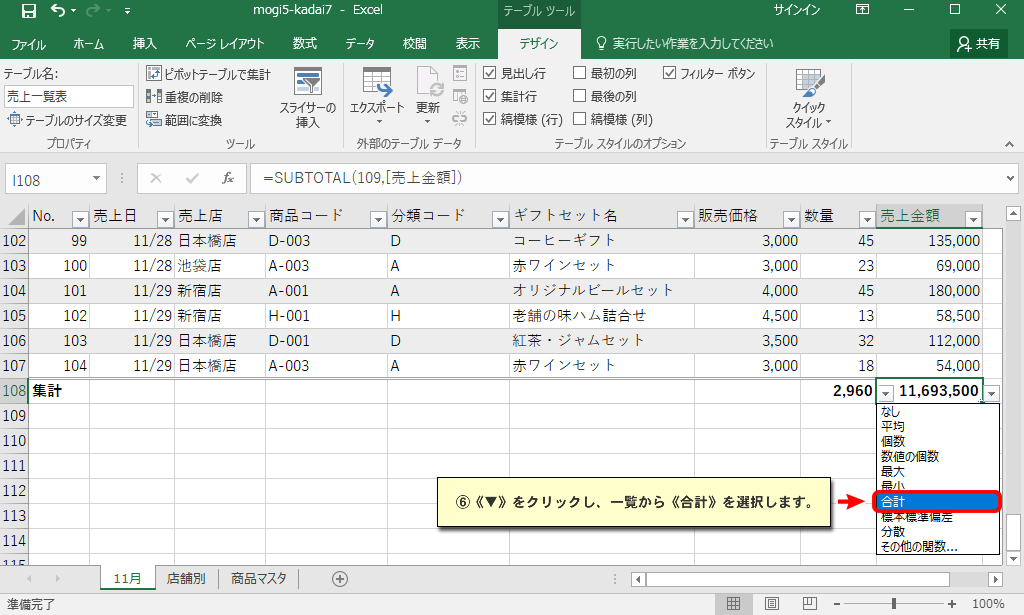 mogi5-kadai7 - Excel
テーブル ツール
サインイン
ファイル ホーム 挿入 ページ レイアウト 数式 データ 校閲 表示 デザイン 実行したい作業を入力してください 共有
テーブル名:
売上一覧表
テーブルのサイズ変更
プロパティ
ピボットテーブルで集計
重複の削除
範囲に変換
スライサーの
挿入
ツール
エクスポート
更新
外部のテーブル データ
見出し行 最初の列 フィルター ボタン
集計行 最後の列
縞模様 (行) 縞模様 (列)
テーブル スタイルのオプション
クイック
スタイル
テーブル スタイル
I108 fx =SUBTOTAL(109,[売上金額])
No. 売上日 売上店 商品コード 分類コード ギフトセット名 販売価格 数量 売上金額
102 99 11/28 日本橋店 D-003 D コーヒーギフト 3,000 45 135,000
103 100 11/28 池袋店 A-003 A 赤ワインセット 3,000 23 69,000
104 101 11/29 新宿店 A-001 A オリジナルビールセット 4,000 45 180,000
105 102 11/29 新宿店 H-001 H 老舗の味ハム詰合せ 4,500 13 58,500
106 103 11/29 日本橋店 D-001 D 紅茶・ジャムセット 3,500 32 112,000
107 104 11/29 日本橋店 A-003 A 赤ワインセット 3,000 18 54,000
108 集計 2,960 11,693,500
109
110
111
112
113
114
115
なし
平均
個数
数値の個数
最大
最小
合計
標本標準偏差
分散
その他の関数...
⑥《▼》をクリックし、一覧から《合計》を選択します。
11月 店舗別 商品マスタ
準備完了
100%